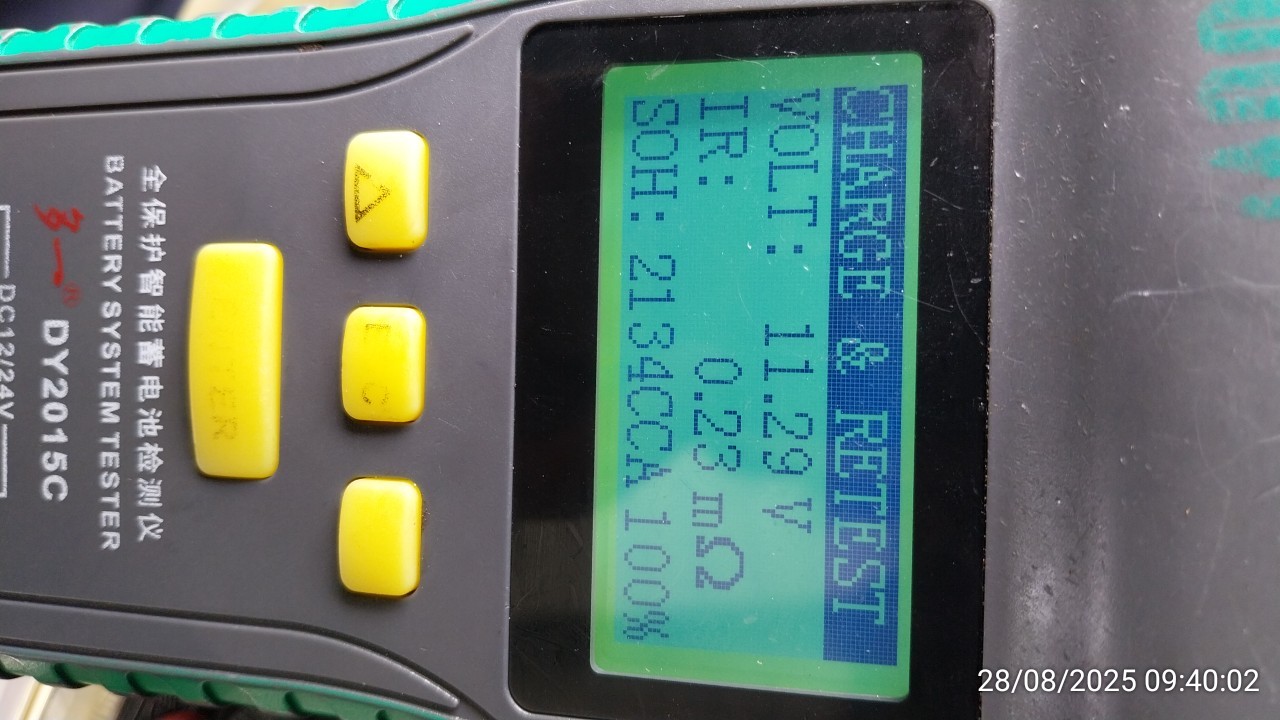 CHARGE & RETEST
VOLT: 11.29 V
IR: 0.23 mΩ
SOH: 2134CCA 100%
全保护智能蓄电池检测仪
BATTERY SYSTEM TESTER
DY2015C
DC12/24V
28/08/2025 09:40:02